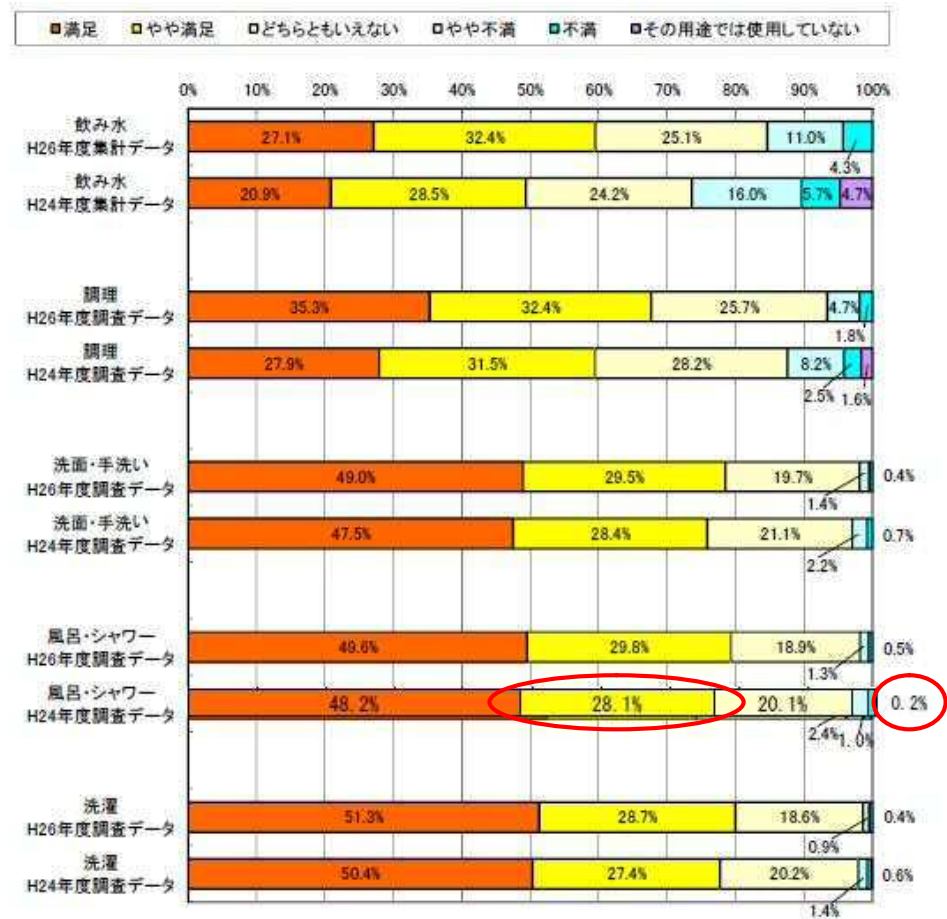 ■満足 □やや満足 □どちらともいえない □やや不満 ■不満 ■その用途では使用していない
0% 10% 20% 30% 40% 50% 60% 70% 80% 90% 100%
飲み水
H26年度集計データ
27.1% 32.4% 25.1% 11.0%
4.3%
飲み水
H24年度集計データ
20.9% 28.5% 24.2% 16.0% 5.7% 4.7%
調理
H26年度調査データ
35.3% 32.4% 25.7% 4.7%
1.8%
調理
H24年度調査データ
27.9% 31.5% 28.2% 8.2%
2.5% 1.6%
洗面・手洗い
H26年度調査データ
49.0% 29.5% 19.7% 0.4%
1.4%
洗面・手洗い
H24年度調査データ
47.5% 28.4% 21.1% 0.7%
2.2%
風呂・シャワー
H26年度調査データ
49.6% 29.8% 18.9% 0.5%
1.3%
風呂・シャワー
H24年度調査データ
48.2% 28.1% 20.1% 0.2%
2.4% 1.0%
洗濯
H26年度調査データ
51.3% 28.7% 18.6% 0.4%
0.9%
洗濯
H24年度調査データ
50.4% 27.4% 20.2% 0.6%
1.4%